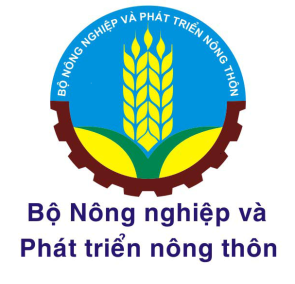 BỘ NÔNG NGHIỆP VÀ PHÁT TRIỂN NÔNG THÔN
Bộ Nông nghiệp và
Phát triển nông thôn